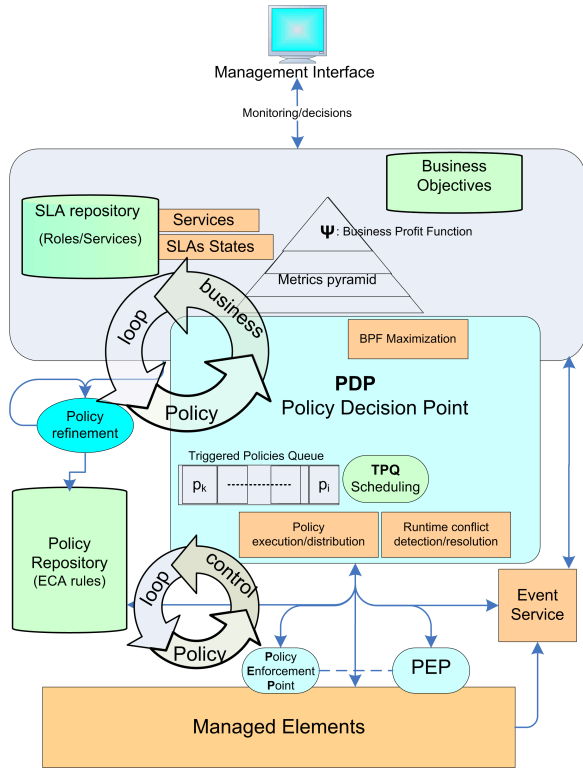 Management Interface
Monitoring/decisions
Business
Objectives
SLA repository
(Roles/Services)
Services
SLAs States
Ψ: Business Profit Function
Metrics pyramid
business
loop
Policy
BPF Maximization
PDP
Policy Decision Point
Policy
refinement
Triggered Policies Queue
pk
pi
TPQ
Scheduling
Policy
execution/distribution
Runtime conflict
detection/resolution
Policy
Repository
(ECA rules)
control
loop
Policy
Event
Service
Policy
Enforcement
Point
PEP
Managed Elements